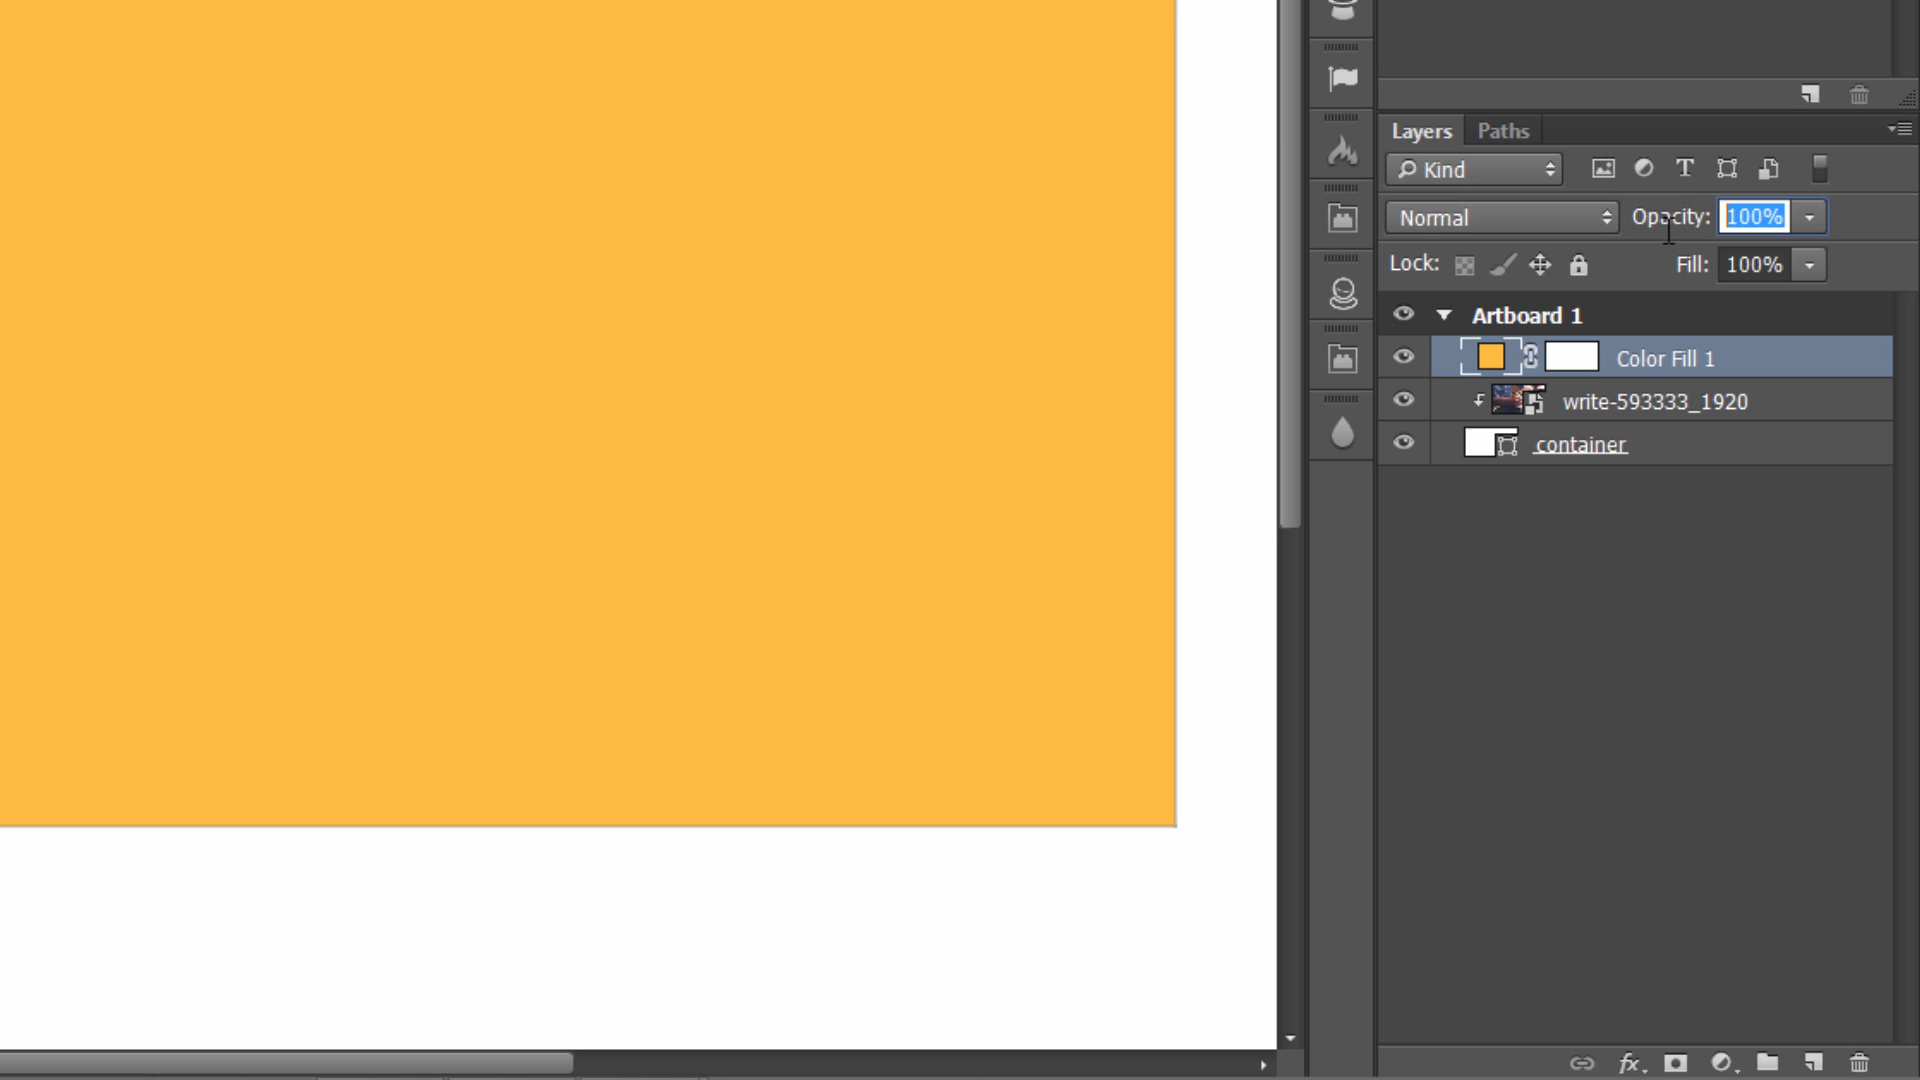 Layers Paths
Kind T
Normal Opacity: 100%
Lock: Fill: 100%
Artboard 1
Color Fill 1
write-593333_1920
container
fx